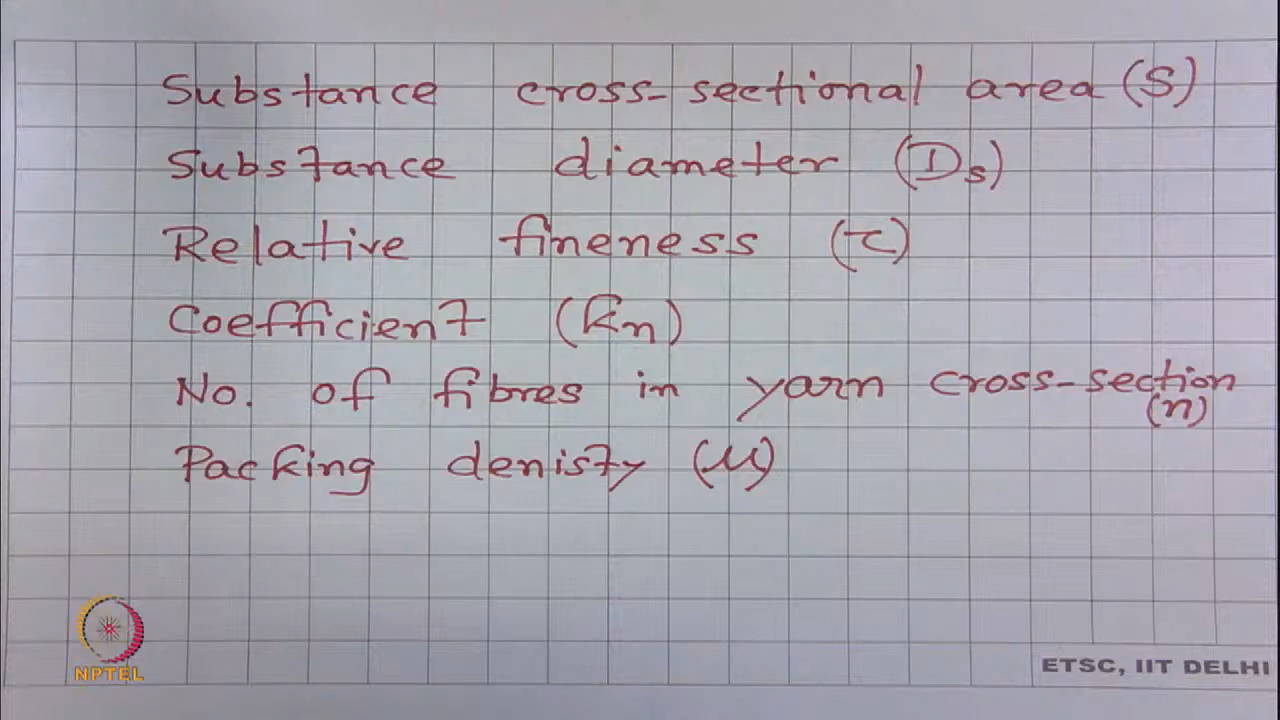 Substance cross-sectional area (S)
Substance diameter (Ds)
Relative fineness (τ)
Coefficient (kn)
No. of fibres in yarn cross-section
(n)
Packing denisty (μ)
NPTEL
ETSC, IIT DELHI